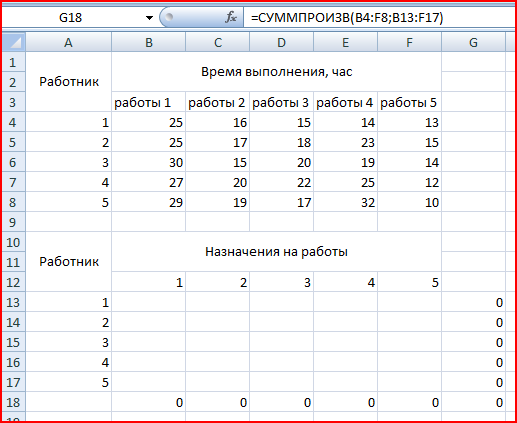 G18 fx =СУММПРОИЗВ(B4:F8;B13:F17)
A B C D E F G
1 Время выполнения, час
2 Работник
3 работы 1 работы 2 работы 3 работы 4 работы 5
4 1 25 16 15 14 13
5 2 25 17 18 23 15
6 3 30 15 20 19 14
7 4 27 20 22 25 12
8 5 29 19 17 32 10
9
10 Назначения на работы
11 Работник
12 1 2 3 4 5
13 1 0
14 2 0
15 3 0
16 4 0
17 5 0
18 0 0 0 0 0 0